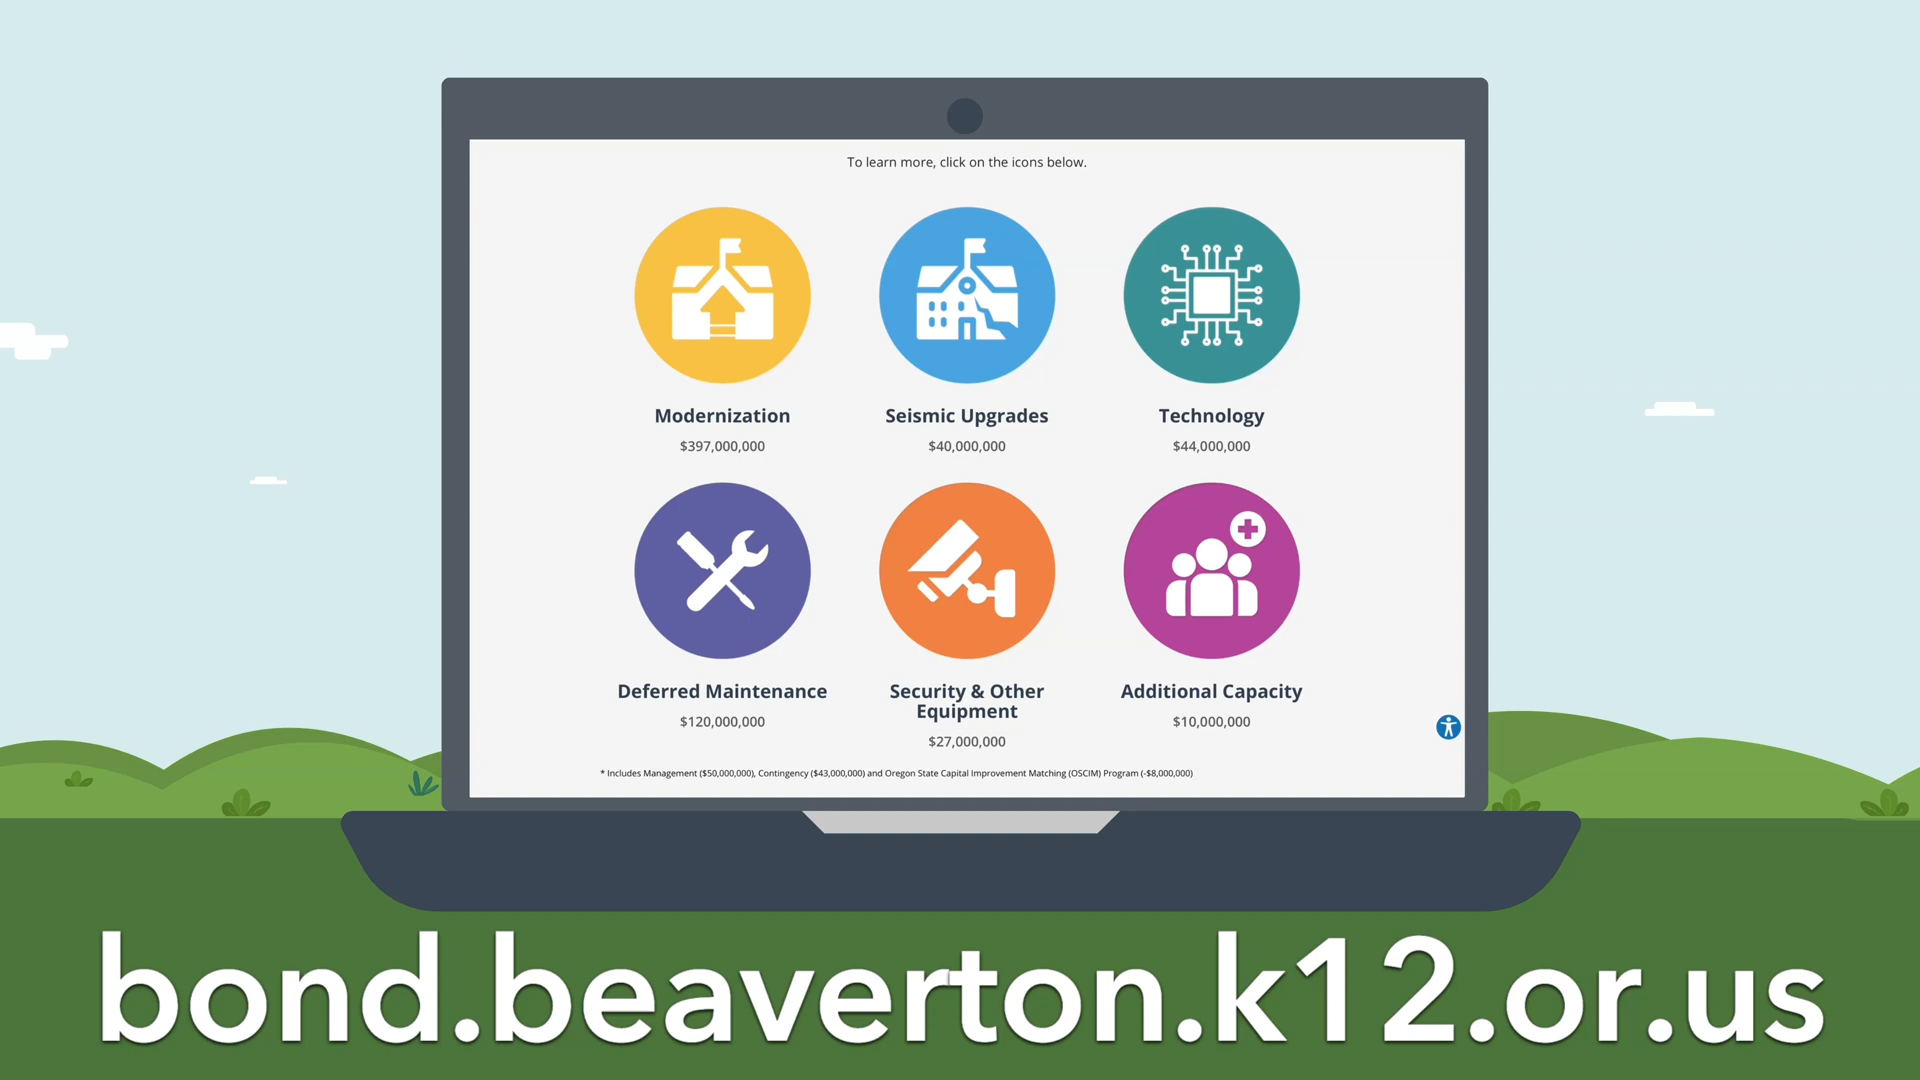 To learn more, click on the icons below.
Modernization
$397,000,000
Seismic Upgrades
$40,000,000
Technology
$44,000,000
Deferred Maintenance
$120,000,000
Security & Other
Equipment
$27,000,000
Additional Capacity
$10,000,000
* Includes Management ($50,000,000), Contingency ($43,000,000) and Oregon State Capital Improvement Matching (OSCIM) Program (-$8,000,000)
bond.beaverton.k12.or.us